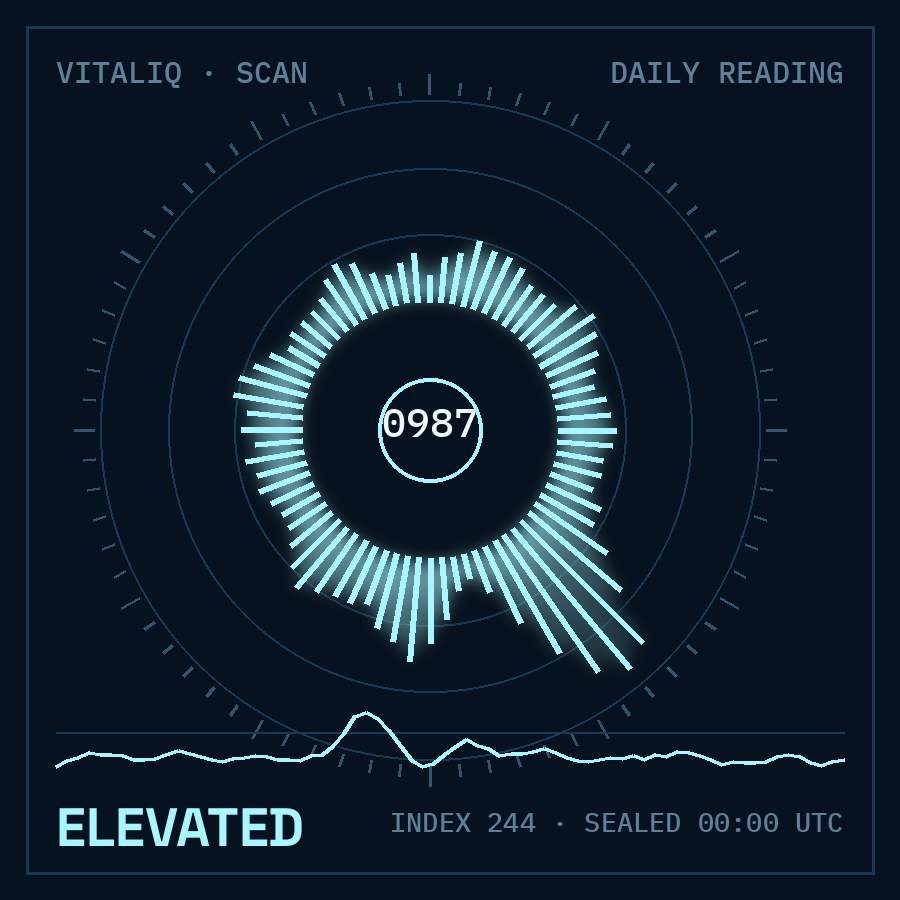 VITALIQ · SCAN
DAILY READING
0987
ELEVATED
INDEX 244 · SEALED 00:00 UTC